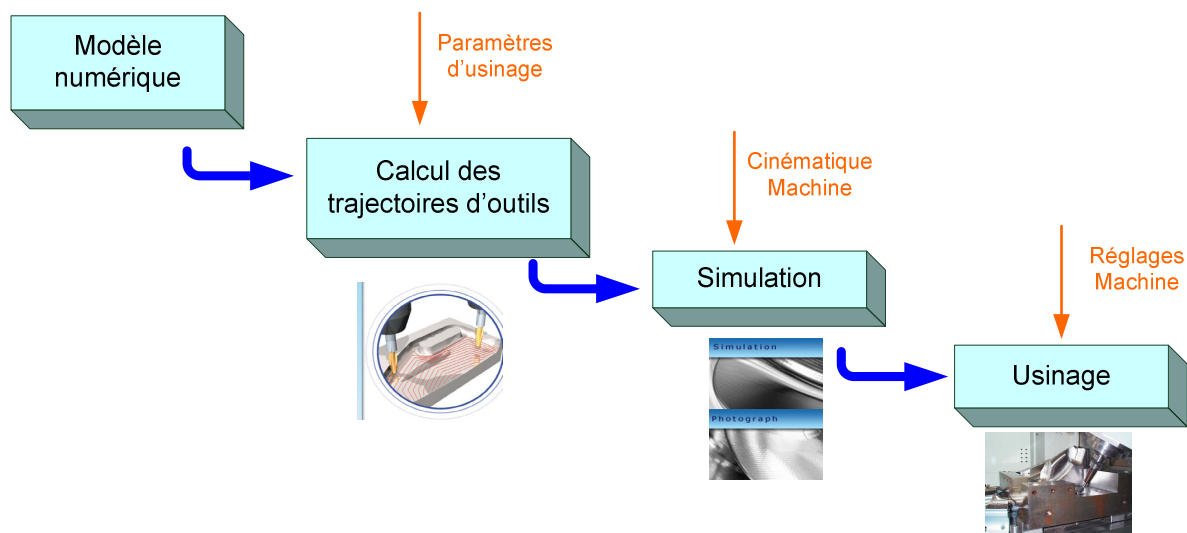 Modèle
numérique
Paramètres
d'usinage
Calcul des
trajectoires d'outils
Cinématique
Machine
Simulation
Réglages
Machine
Usinage
Simulation
Photograph